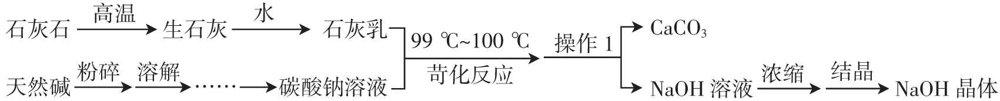 石灰石 高温 生石灰 水 石灰乳
天然碱 粉碎 溶解 …… 碳酸钠溶液
99 ℃~100 ℃
苛化反应
操作 1
CaCO₃
NaOH 溶液 浓缩 结晶 NaOH 晶体